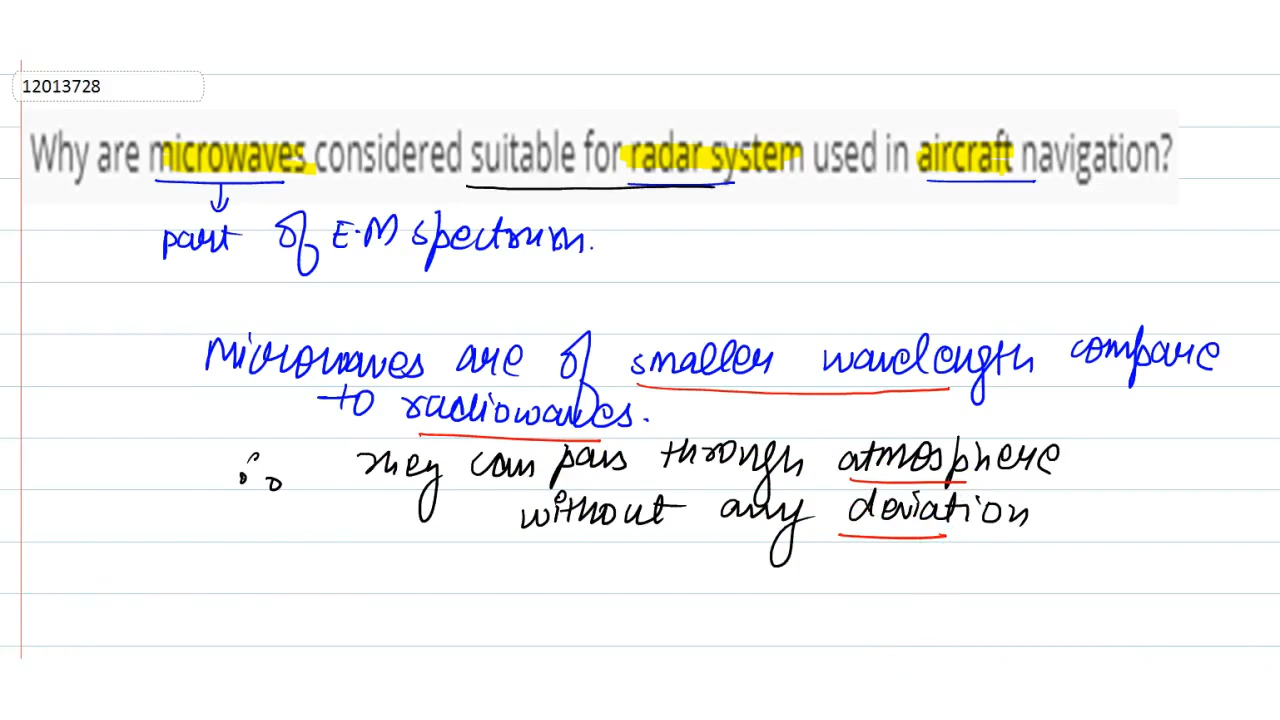 12013728
Why are microwaves considered suitable for radar system used in aircraft navigation?
part of E.M spectrum.
Microwaves are of smaller wavelength compare
to radiowaves.
∴ They can pass through atmosphere
without any deviation